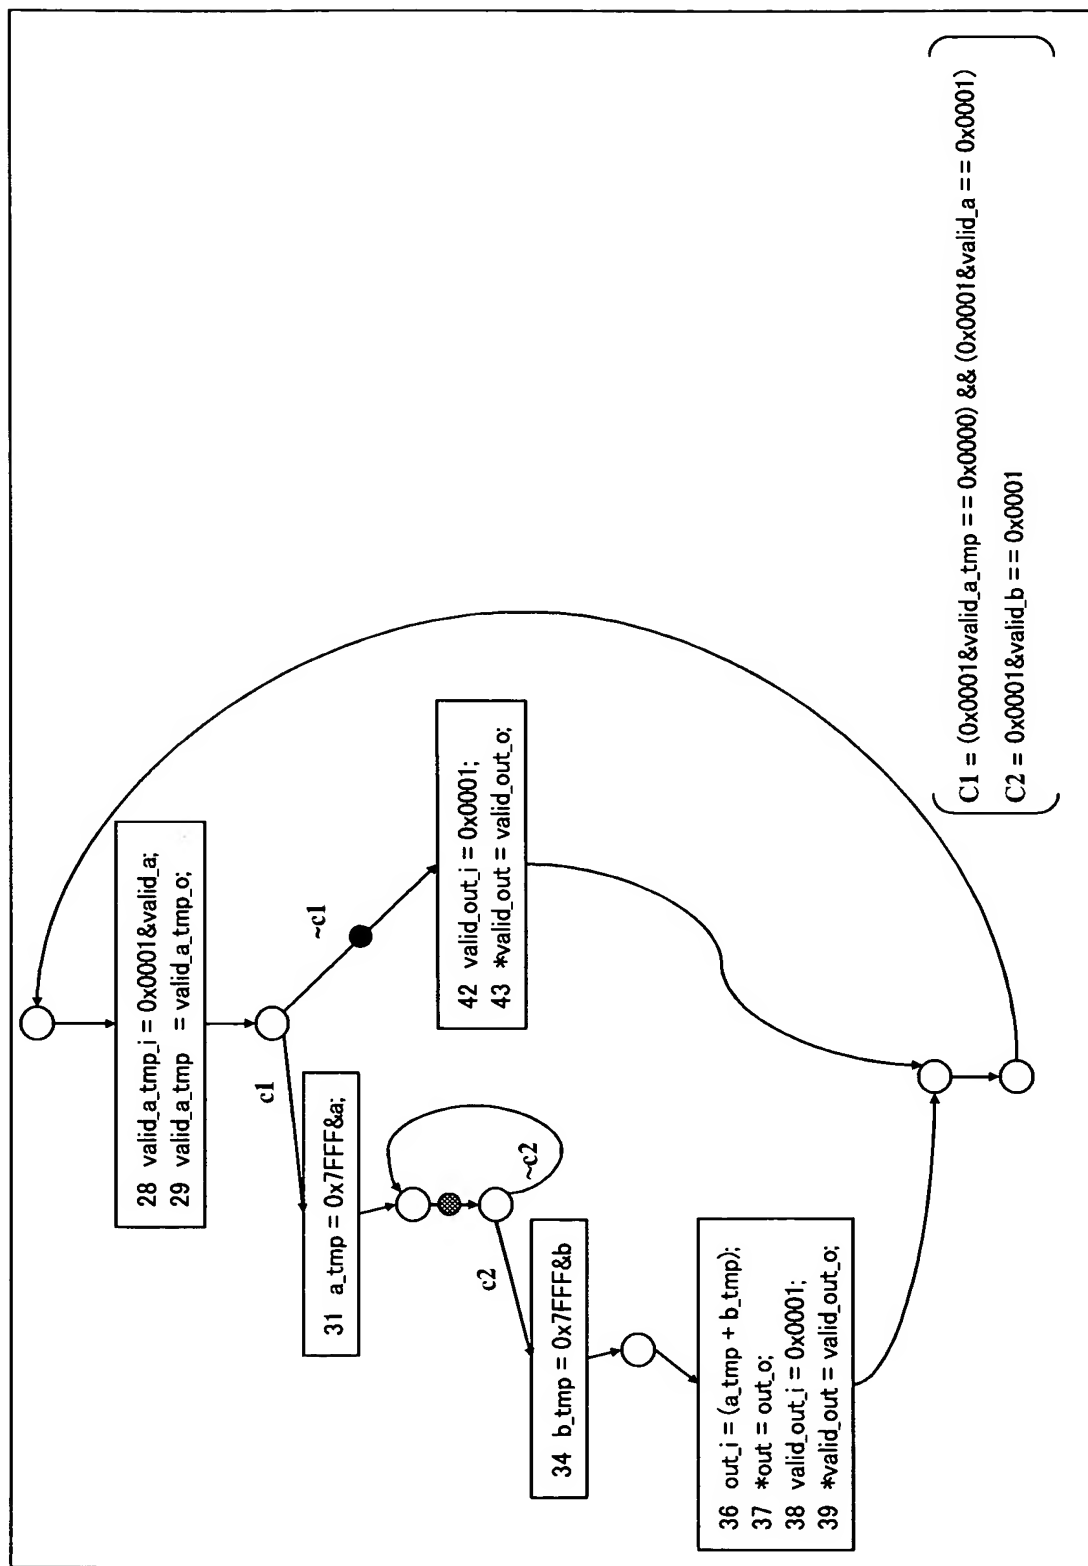 28 valid_a_tmp_i = 0x0001&valid_a;
29 valid_a_tmp = valid_a_tmp_o;
c1
~c1
31 a_tmp = 0x7FFF&a;
42 valid_out_i = 0x0001;
43 *valid_out = valid_out_o;
~c2
c2
34 b_tmp = 0x7FFF&b
36 out_i = (a_tmp + b_tmp);
37 *out = out_o;
38 valid_out_i = 0x0001;
39 *valid_out = valid_out_o;
C1 = (0x0001&valid_a_tmp == 0x0000) && (0x0001&valid_a == 0x0001)
C2 = 0x0001&valid_b == 0x0001